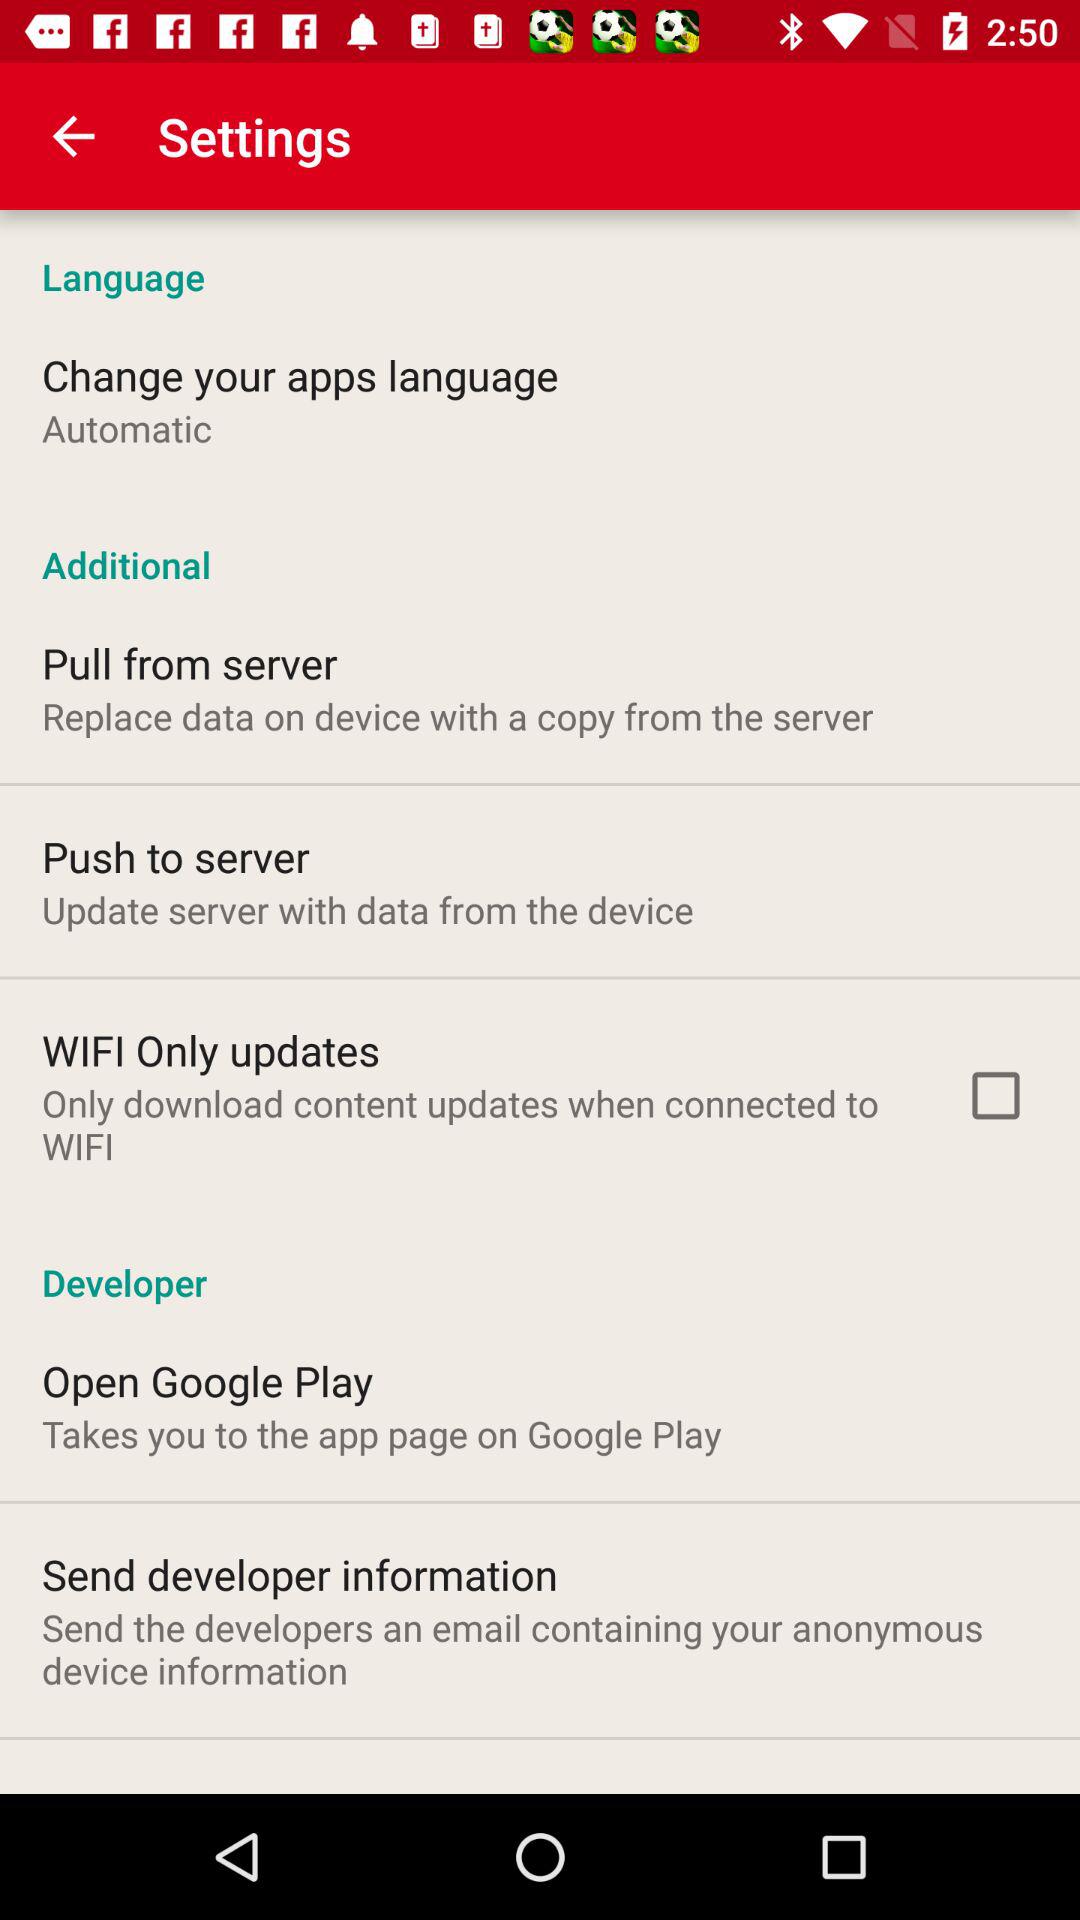 2:50
Settings
Language
Change your apps language
Automatic
Additional
Pull from server
Replace data on device with a copy from the server
Push to server
Update server with data from the device
WIFI Only updates
Only download content updates when connected to
WIFI
Developer
Open Google Play
Takes you to the app page on Google Play
Send developer information
Send the developers an email containing your anonymous
device information